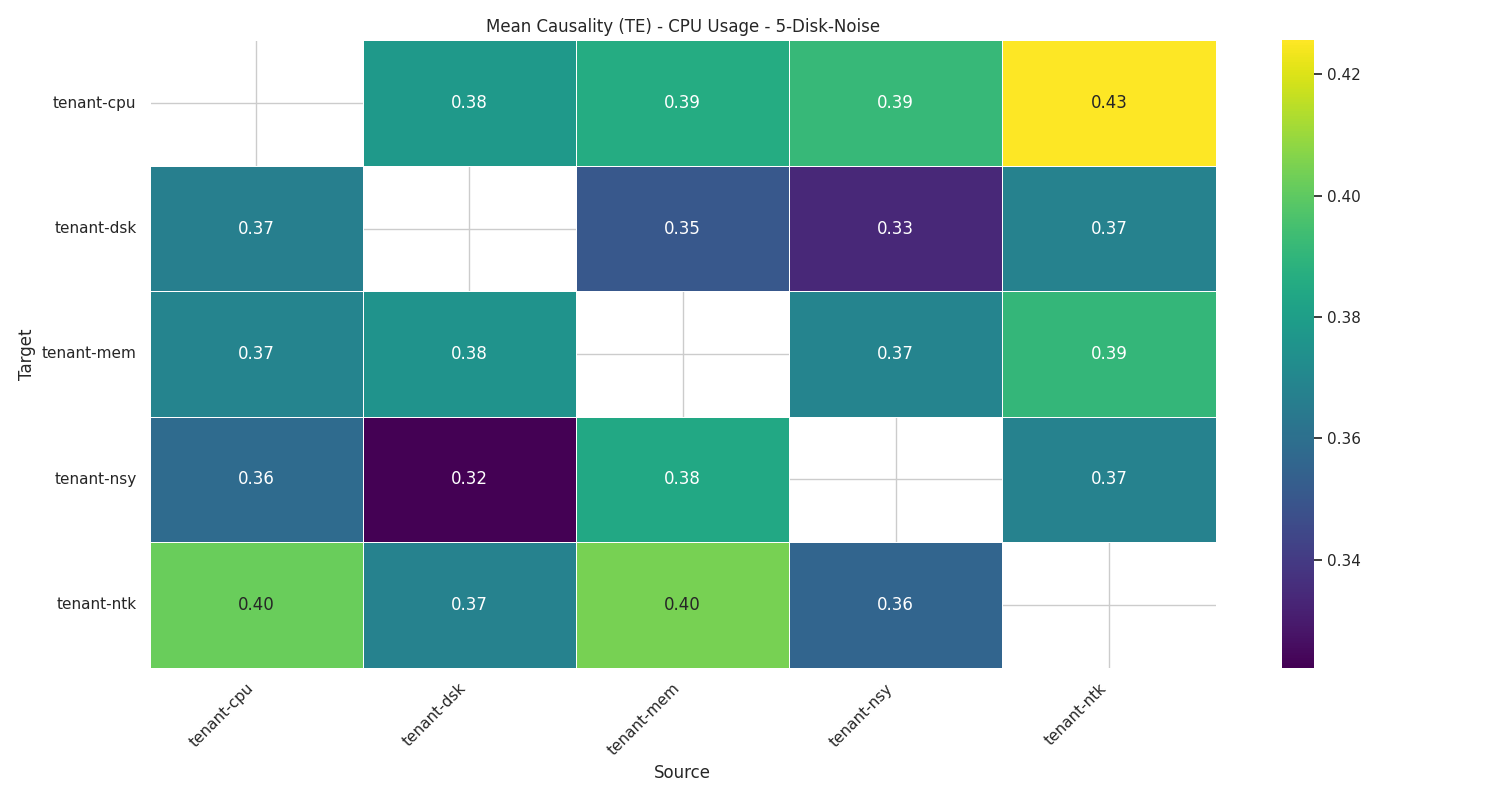 Mean Causality (TE) - CPU Usage - 5-Disk-Noise
tenant-cpu 0.38 0.39 0.39 0.43
tenant-dsk 0.37 0.35 0.33 0.37
tenant-mem 0.37 0.38 0.37 0.39
tenant-nsy 0.36 0.32 0.38 0.37
tenant-ntk 0.40 0.37 0.40 0.36
Target
tenant-cpu tenant-dsk tenant-mem tenant-nsy tenant-ntk
Source
0.42
0.40
0.38
0.36
0.34